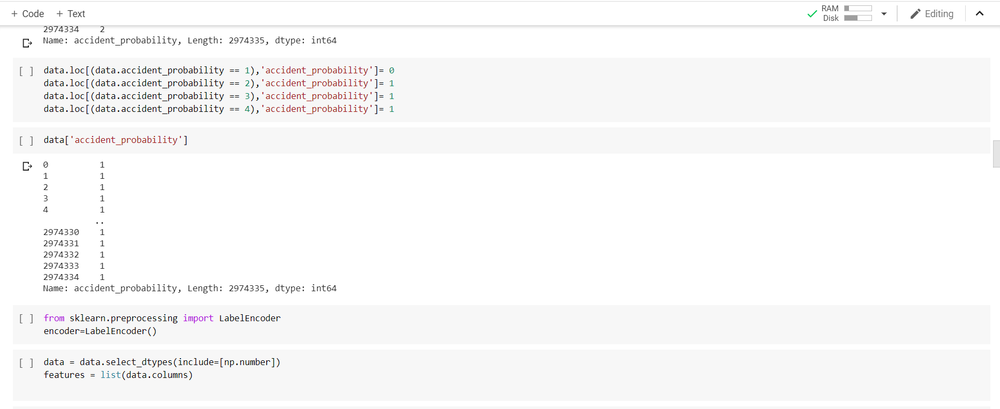 + Code + Text
RAM
Disk
Editing
2974334 2
Name: accident_probability, Length: 2974335, dtype: int64
[ ] data.loc[(data.accident_probability == 1),'accident_probability']= 0
data.loc[(data.accident_probability == 2),'accident_probability']= 1
data.loc[(data.accident_probability == 3),'accident_probability']= 1
data.loc[(data.accident_probability == 4),'accident_probability']= 1
[ ] data['accident_probability']
0 1
1 1
2 1
3 1
4 1
..
2974330 1
2974331 1
2974332 1
2974333 1
2974334 1
Name: accident_probability, Length: 2974335, dtype: int64
[ ] from sklearn.preprocessing import LabelEncoder
encoder=LabelEncoder()
[ ] data = data.select_dtypes(include=[np.number])
features = list(data.columns)